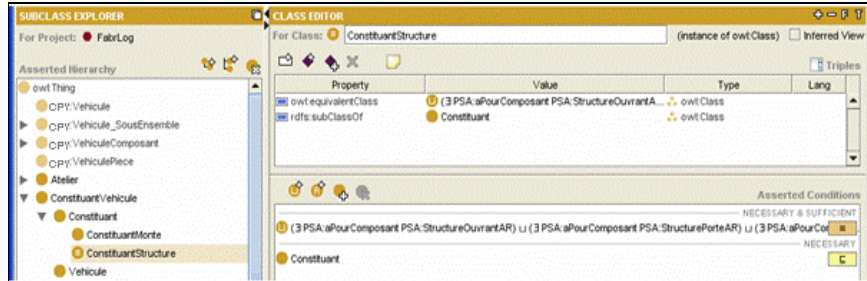 SUBCLASS EXPLORER
For Project: FabrLog
Asserted Hierarchy
owl:Thing
CPY:Vehicule
CPY:Vehicule_SousEnsemble
CPY:VehiculeComposant
CPY:VehiculePiece
Atelier
ConstituantVehicule
Constituant
ConstituantMonte
ConstituantStructure
Vehicule
CLASS EDITOR
For Class: ConstituantStructure (instance of owl:Class) Inferred View
Triples
Property Value Type Lang
owl:equivalentClass (∃ PSA:aPourComposant PSA:StructureOuvrantA... owl:Class
rdfs:subClassOf Constituant owl:Class
Asserted Conditions
NECESSARY & SUFFICIENT
(∃ PSA:aPourComposant PSA:StructureOuvrantAR) ⊔ (∃ PSA:aPourComposant PSA:StructurePorteAR) ⊔ (∃ PSA:aPourCo
NECESSARY
Constituant